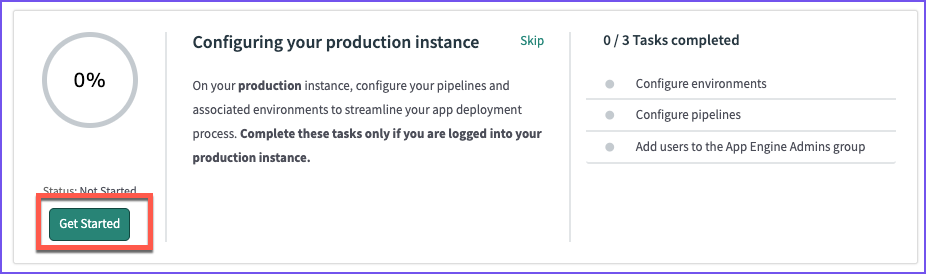 0%
Status: Not Started
Get Started
Configuring your production instance
Skip
On your production instance, configure your pipelines and
associated environments to streamline your app deployment
process. Complete these tasks only if you are logged into your
production instance.
0 / 3 Tasks completed
Configure environments
Configure pipelines
Add users to the App Engine Admins group